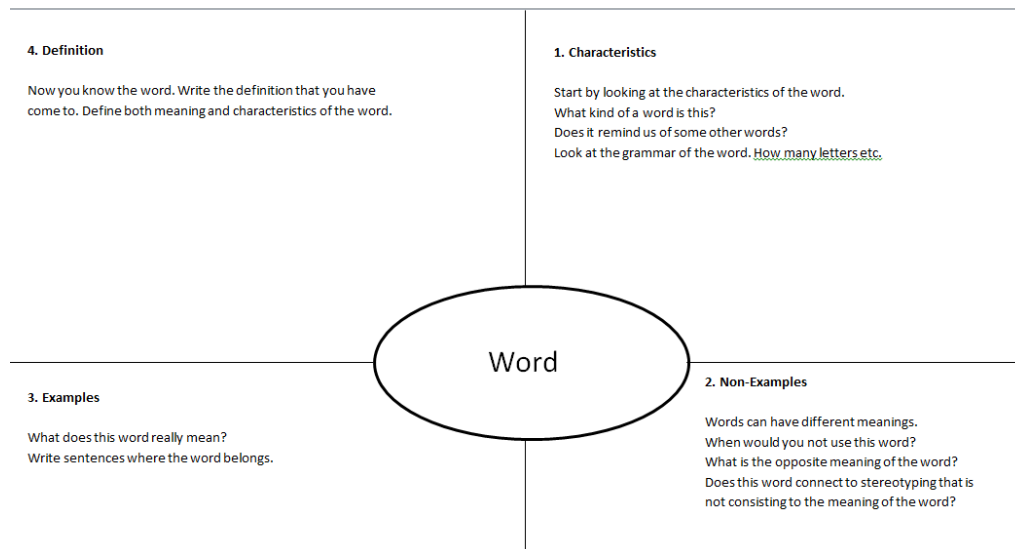 4. Definition
Now you know the word. Write the definition that you have
come to. Define both meaning and characteristics of the word.
1. Characteristics
Start by looking at the characteristics of the word.
What kind of a word is this?
Does it remind us of some other words?
Look at the grammar of the word. How many letters etc.
Word
3. Examples
What does this word really mean?
Write sentences where the word belongs.
2. Non-Examples
Words can have different meanings.
When would you not use this word?
What is the opposite meaning of the word?
Does this word connect to stereotyping that is
not consisting to the meaning of the word?